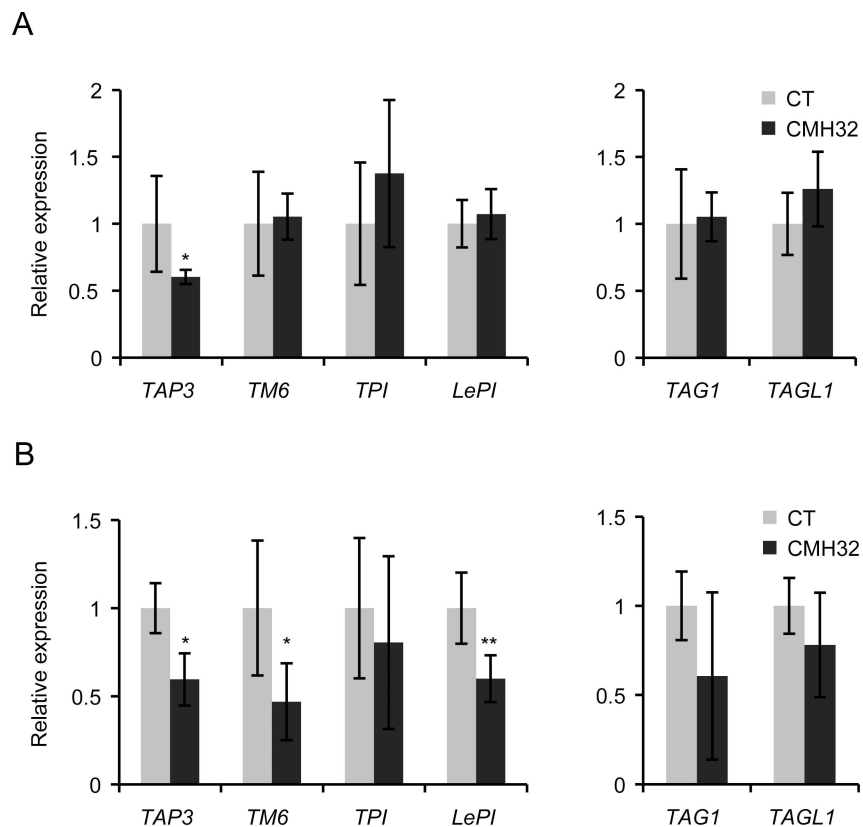 A
2
1.5
1
0.5
0
Relative expression
*
TAP3 TM6 TPI LePI
2
1.5
1
0.5
0
CT
CMH32
TAG1 TAGL1
B
1.5
1
0.5
0
Relative expression
* * **
TAP3 TM6 TPI LePI
1.5
1
0.5
0
CT
CMH32
TAG1 TAGL1